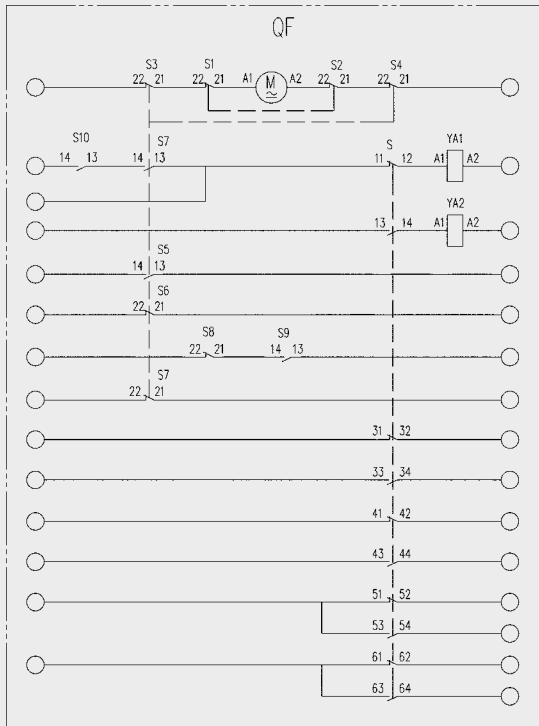 QF
S3 S1 S2 S4
22 21 22 21 A1 M A2 22 21 22 21
S10 S7 S YA1
14 13 14 13 11 12 A1 A2
YA2
13 14 A1 A2
S5
14 13
S6
22 21
S8 S9
22 21 14 13
S7
22 21
31 32
33 34
41 42
43 44
51 52
53 54
61 62
63 64